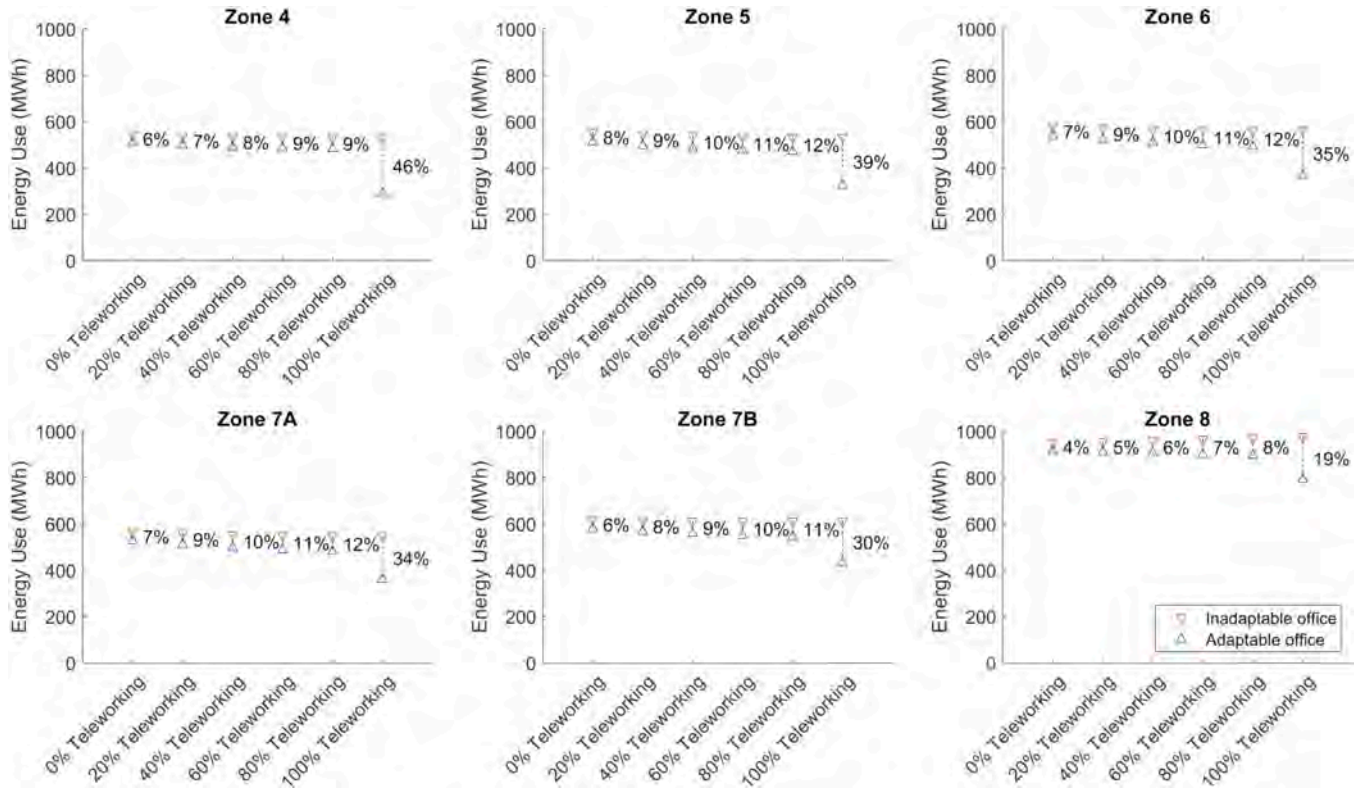 Zone 4
Energy Use (MWh)
1000
800
600
400
200
0
6%
7%
8%
9%
9%
46%
0% Teleworking
20% Teleworking
40% Teleworking
60% Teleworking
80% Teleworking
100% Teleworking
Zone 5
Energy Use (MWh)
1000
800
600
400
200
0
8%
9%
10%
11%
12%
39%
0% Teleworking
20% Teleworking
40% Teleworking
60% Teleworking
80% Teleworking
100% Teleworking
Zone 6
Energy Use (MWh)
1000
800
600
400
200
0
7%
9%
10%
11%
12%
35%
0% Teleworking
20% Teleworking
40% Teleworking
60% Teleworking
80% Teleworking
100% Teleworking
Zone 7A
Energy Use (MWh)
1000
800
600
400
200
0
7%
9%
10%
11%
12%
34%
0% Teleworking
20% Teleworking
40% Teleworking
60% Teleworking
80% Teleworking
100% Teleworking
Zone 7B
Energy Use (MWh)
1000
800
600
400
200
0
6%
8%
9%
10%
11%
30%
0% Teleworking
20% Teleworking
40% Teleworking
60% Teleworking
80% Teleworking
100% Teleworking
Zone 8
Energy Use (MWh)
1000
800
600
400
200
0
4%
5%
6%
7%
8%
19%
Inadaptable office
Adaptable office
0% Teleworking
20% Teleworking
40% Teleworking
60% Teleworking
80% Teleworking
100% Teleworking